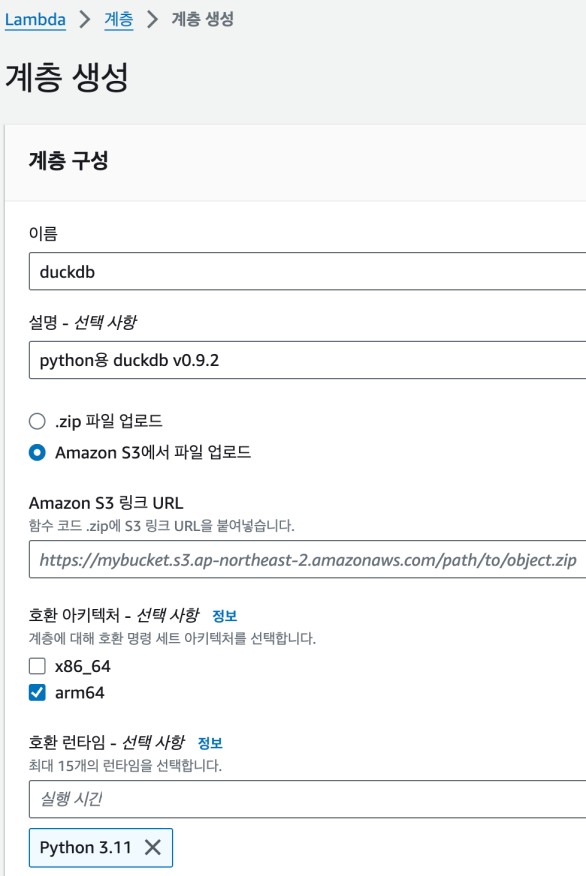 Lambda > 계층 > 계층 생성
계층 생성
계층 구성
이름
duckdb
설명 - 선택 사항
python용 duckdb v0.9.2
.zip 파일 업로드
Amazon S3에서 파일 업로드
Amazon S3 링크 URL
함수 코드 .zip에 S3 링크 URL을 붙여넣습니다.
https://mybucket.s3.ap-northeast-2.amazonaws.com/path/to/object.zip
호환 아키텍처 - 선택 사항 정보
계층에 대해 호환 명령 세트 아키텍처를 선택합니다.
x86_64
arm64
호환 런타임 - 선택 사항 정보
최대 15개의 런타임을 선택합니다.
실행 시간
Python 3.11